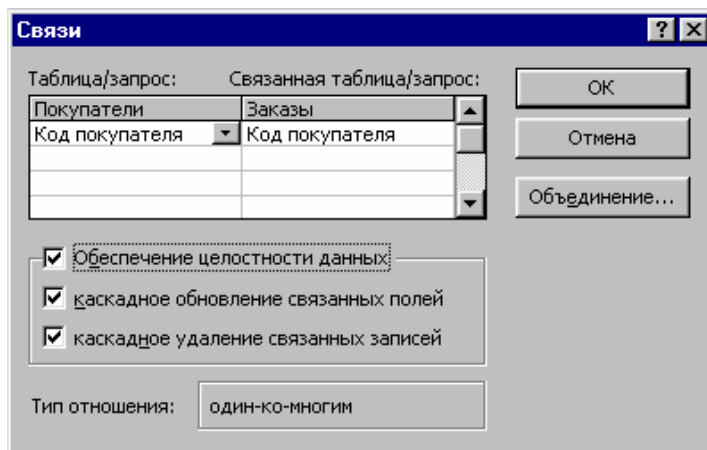 Связи
Таблица/запрос: Связанная таблица/запрос:
Покупатели Заказы
Код покупателя Код покупателя
ОК
Отмена
Объединение...
Обеспечение целостности данных
каскадное обновление связанных полей
каскадное удаление связанных записей
Тип отношения: один-ко-многим